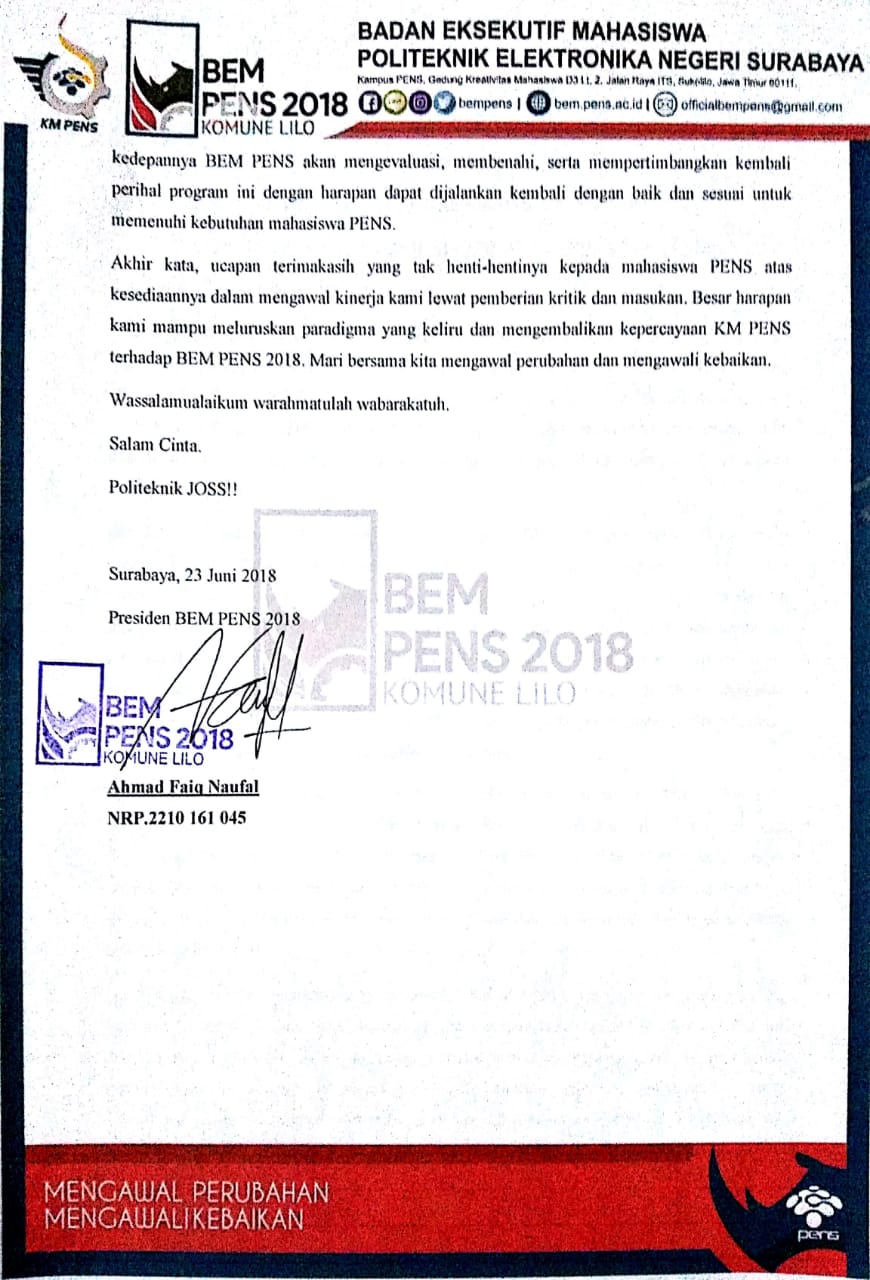 BADAN EKSEKUTIF MAHASISWA
POLITEKNIK ELEKTRONIKA NEGERI SURABAYA
Kampus PENS, Gedung Kreativitas Mahasiswa D3 Lt. 2, Jalan Raya ITS, Sukolilo, Jawa Timur 60111.
bempens | bem.pens.ac.id | officialbempens@gmail.com
KM PENS
BEM
PENS 2018
KOMUNE LILO
kedepannya BEM PENS akan mengevaluasi, membenahi, serta mempertimbangkan kembali
perihal program ini dengan harapan dapat dijalankan kembali dengan baik dan sesuai untuk
memenuhi kebutuhan mahasiswa PENS.
Akhir kata, ucapan terimakasih yang tak henti-hentinya kepada mahasiswa PENS atas
kesediaannya dalam mengawal kinerja kami lewat pemberian kritik dan masukan. Besar harapan
kami mampu meluruskan paradigma yang keliru dan mengembalikan kepercayaan KM PENS
terhadap BEM PENS 2018. Mari bersama kita mengawal perubahan dan mengawali kebaikan.
Wassalamualaikum warahmatulah wabarakatuh.
Salam Cinta.
Politeknik JOSS!!
Surabaya, 23 Juni 2018
Presiden BEM PENS 2018
BEM
PENS 2018
KOMUNE LILO
BEM
PENS 2018
KOMUNE LILO
Ahmad Faiq Naufal
NRP.2210 161 045
MENGAWAL PERUBAHAN
MENGAWALI KEBAIKAN
pens